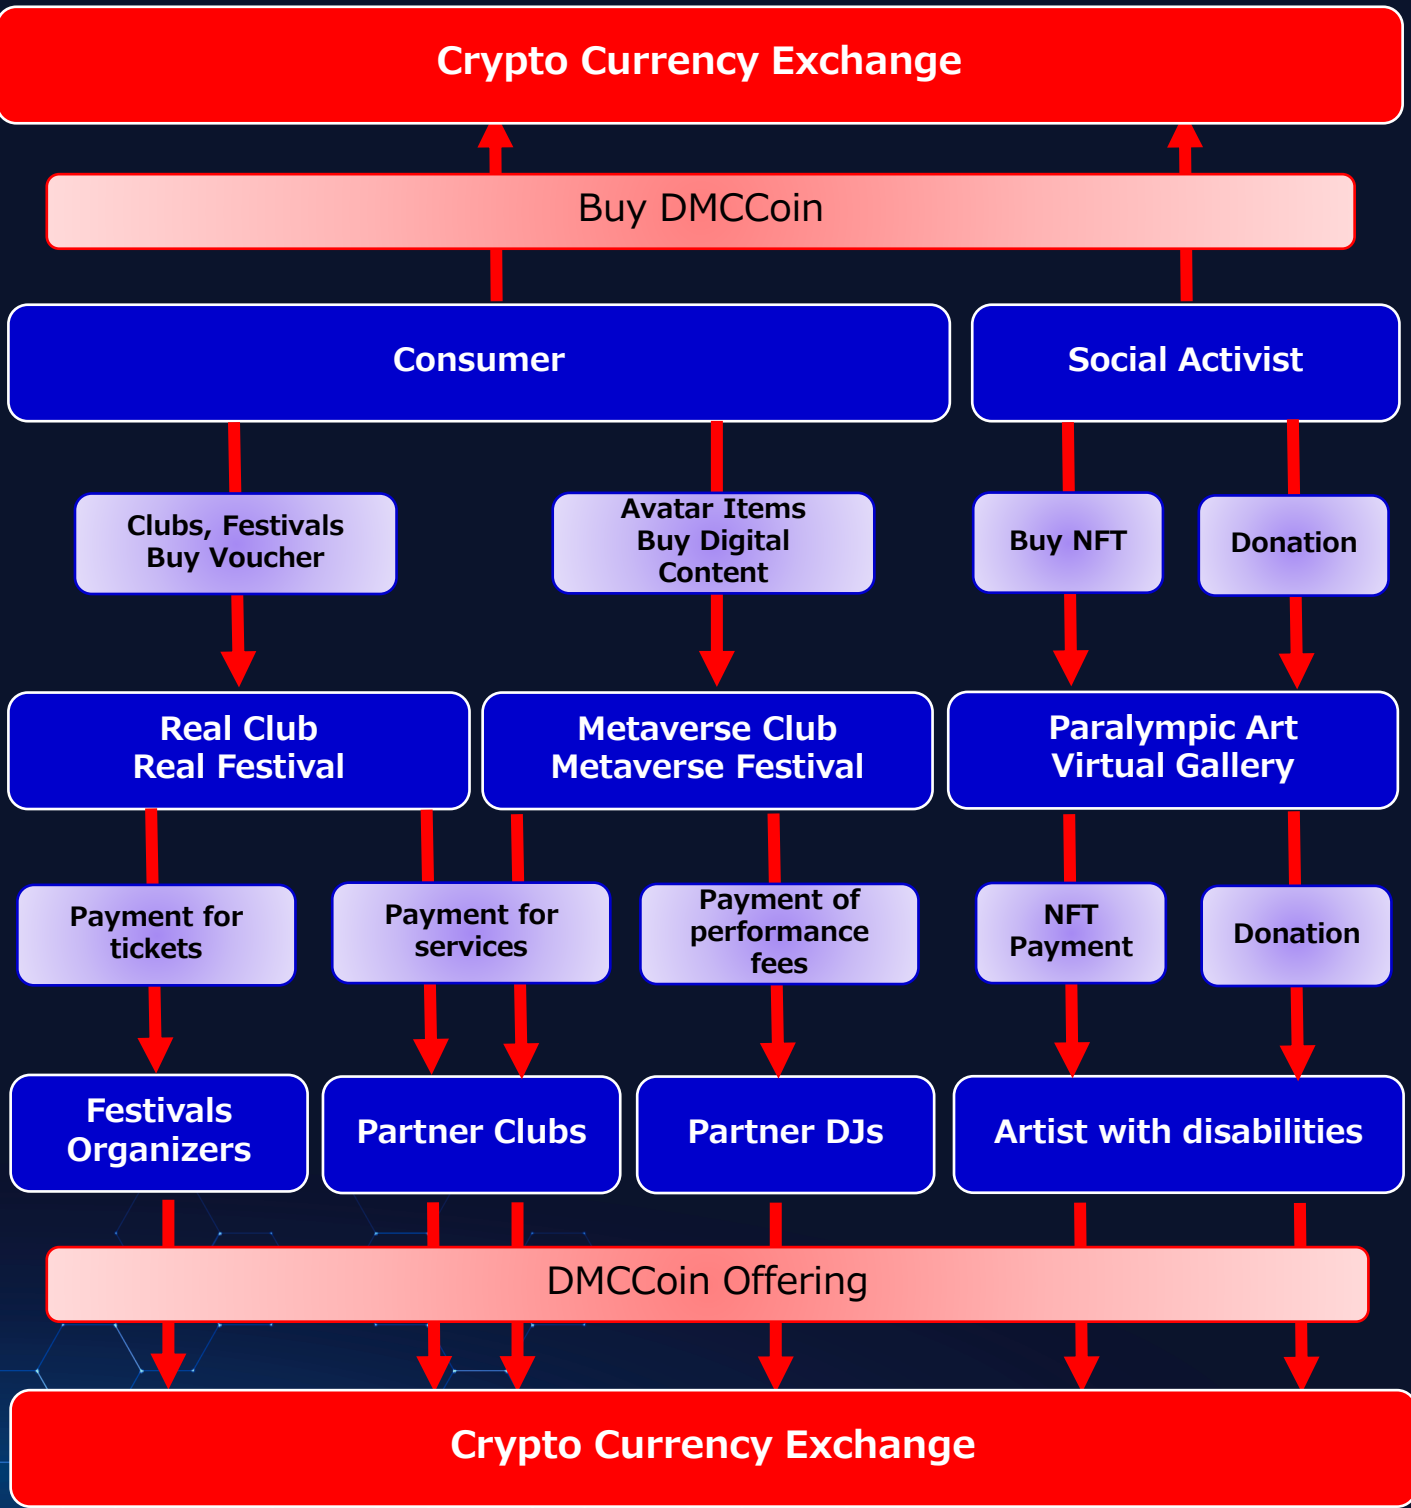 Crypto Currency Exchange
Buy DMCCoin
Consumer
Social Activist
Clubs, Festivals
Buy Voucher
Avatar Items
Buy Digital
Content
Buy NFT
Donation
Real Club
Real Festival
Metaverse Club
Metaverse Festival
Paralympic Art
Virtual Gallery
Payment for
tickets
Payment for
services
Payment of
performance
fees
NFT
Payment
Donation
Festivals
Organizers
Partner Clubs
Partner DJs
Artist with disabilities
DMCCoin Offering
Crypto Currency Exchange